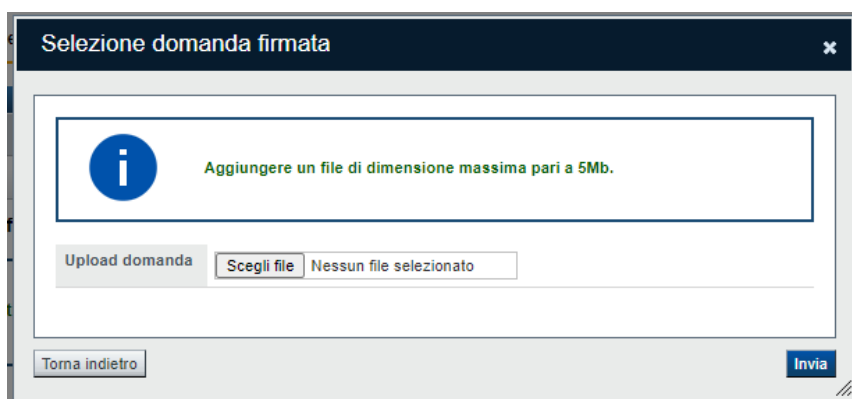 Selezione domanda firmata
Aggiungere un file di dimensione massima pari a 5Mb.
Upload domanda Scegli file Nessun file selezionato
Torna indietro Invia